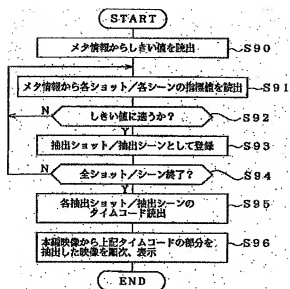 START
メタ情報からしきい値を読出
S90
メタ情報から各ショット/各シーンの指標値を読出
S91
N
しきい値に適うか?
S92
Y
抽出ショット/抽出シーンとして登録
S93
N
全ショット/シーン終了?
S94
Y
各抽出ショット/抽出シーンの
タイムコード読出
S95
本編映像から上記タイムコードの部分を
抽出した映像を順次、表示
S96
END